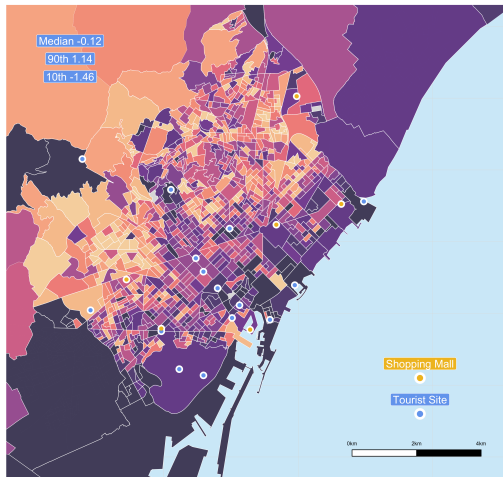 Median -0.12
90th 1.14
10th -1.46
Shopping Mall
Tourist Site
0km 2km 4km